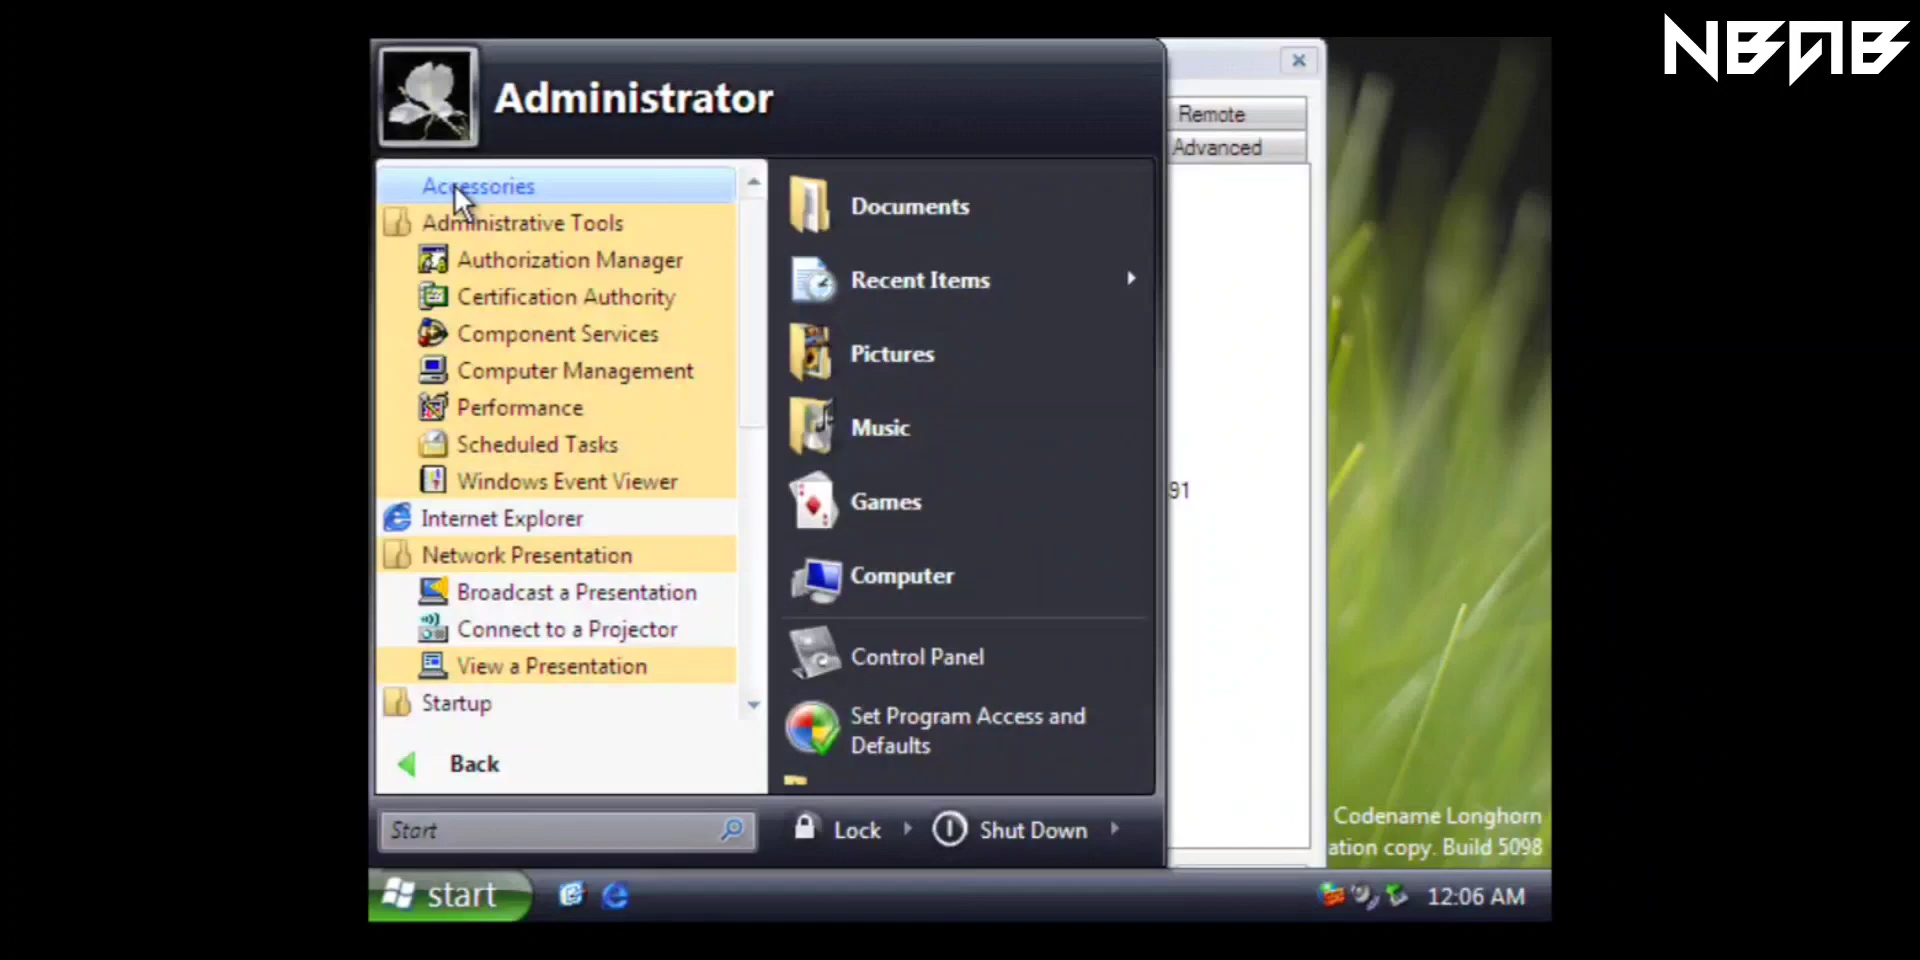 NBAB
Administrator
Remote
Advanced
Accessories
Administrative Tools
Authorization Manager
Certification Authority
Component Services
Computer Management
Performance
Scheduled Tasks
Windows Event Viewer
Internet Explorer
Network Presentation
Broadcast a Presentation
Connect to a Projector
View a Presentation
Startup
Back
Documents
Recent Items
Pictures
Music
Games
Computer
Control Panel
Set Program Access and
Defaults
91
Start
Lock
Shut Down
Codename Longhorn
ation copy. Build 5098
start
12:06 AM